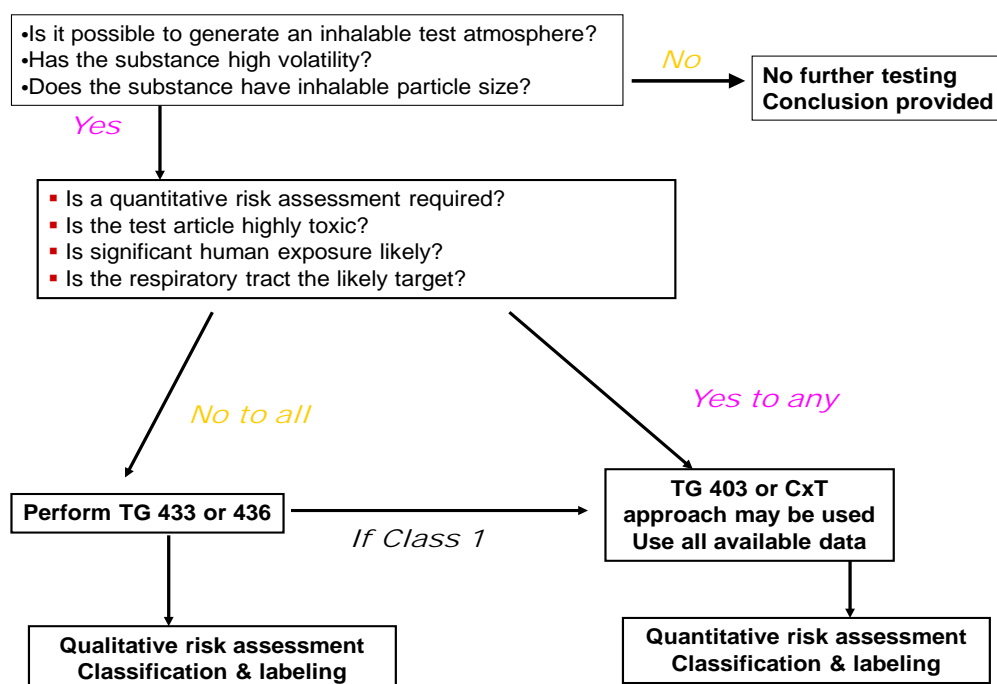 •Is it possible to generate an inhalable test atmosphere?
•Has the substance high volatility?
•Does the substance have inhalable particle size?
No
No further testing
Conclusion provided
Yes
▪ Is a quantitative risk assessment required?
▪ Is the test article highly toxic?
▪ Is significant human exposure likely?
▪ Is the respiratory tract the likely target?
No to all
Yes to any
Perform TG 433 or 436
If Class 1
TG 403 or CxT
approach may be used
Use all available data
Qualitative risk assessment
Classification & labeling
Quantitative risk assessment
Classification & labeling